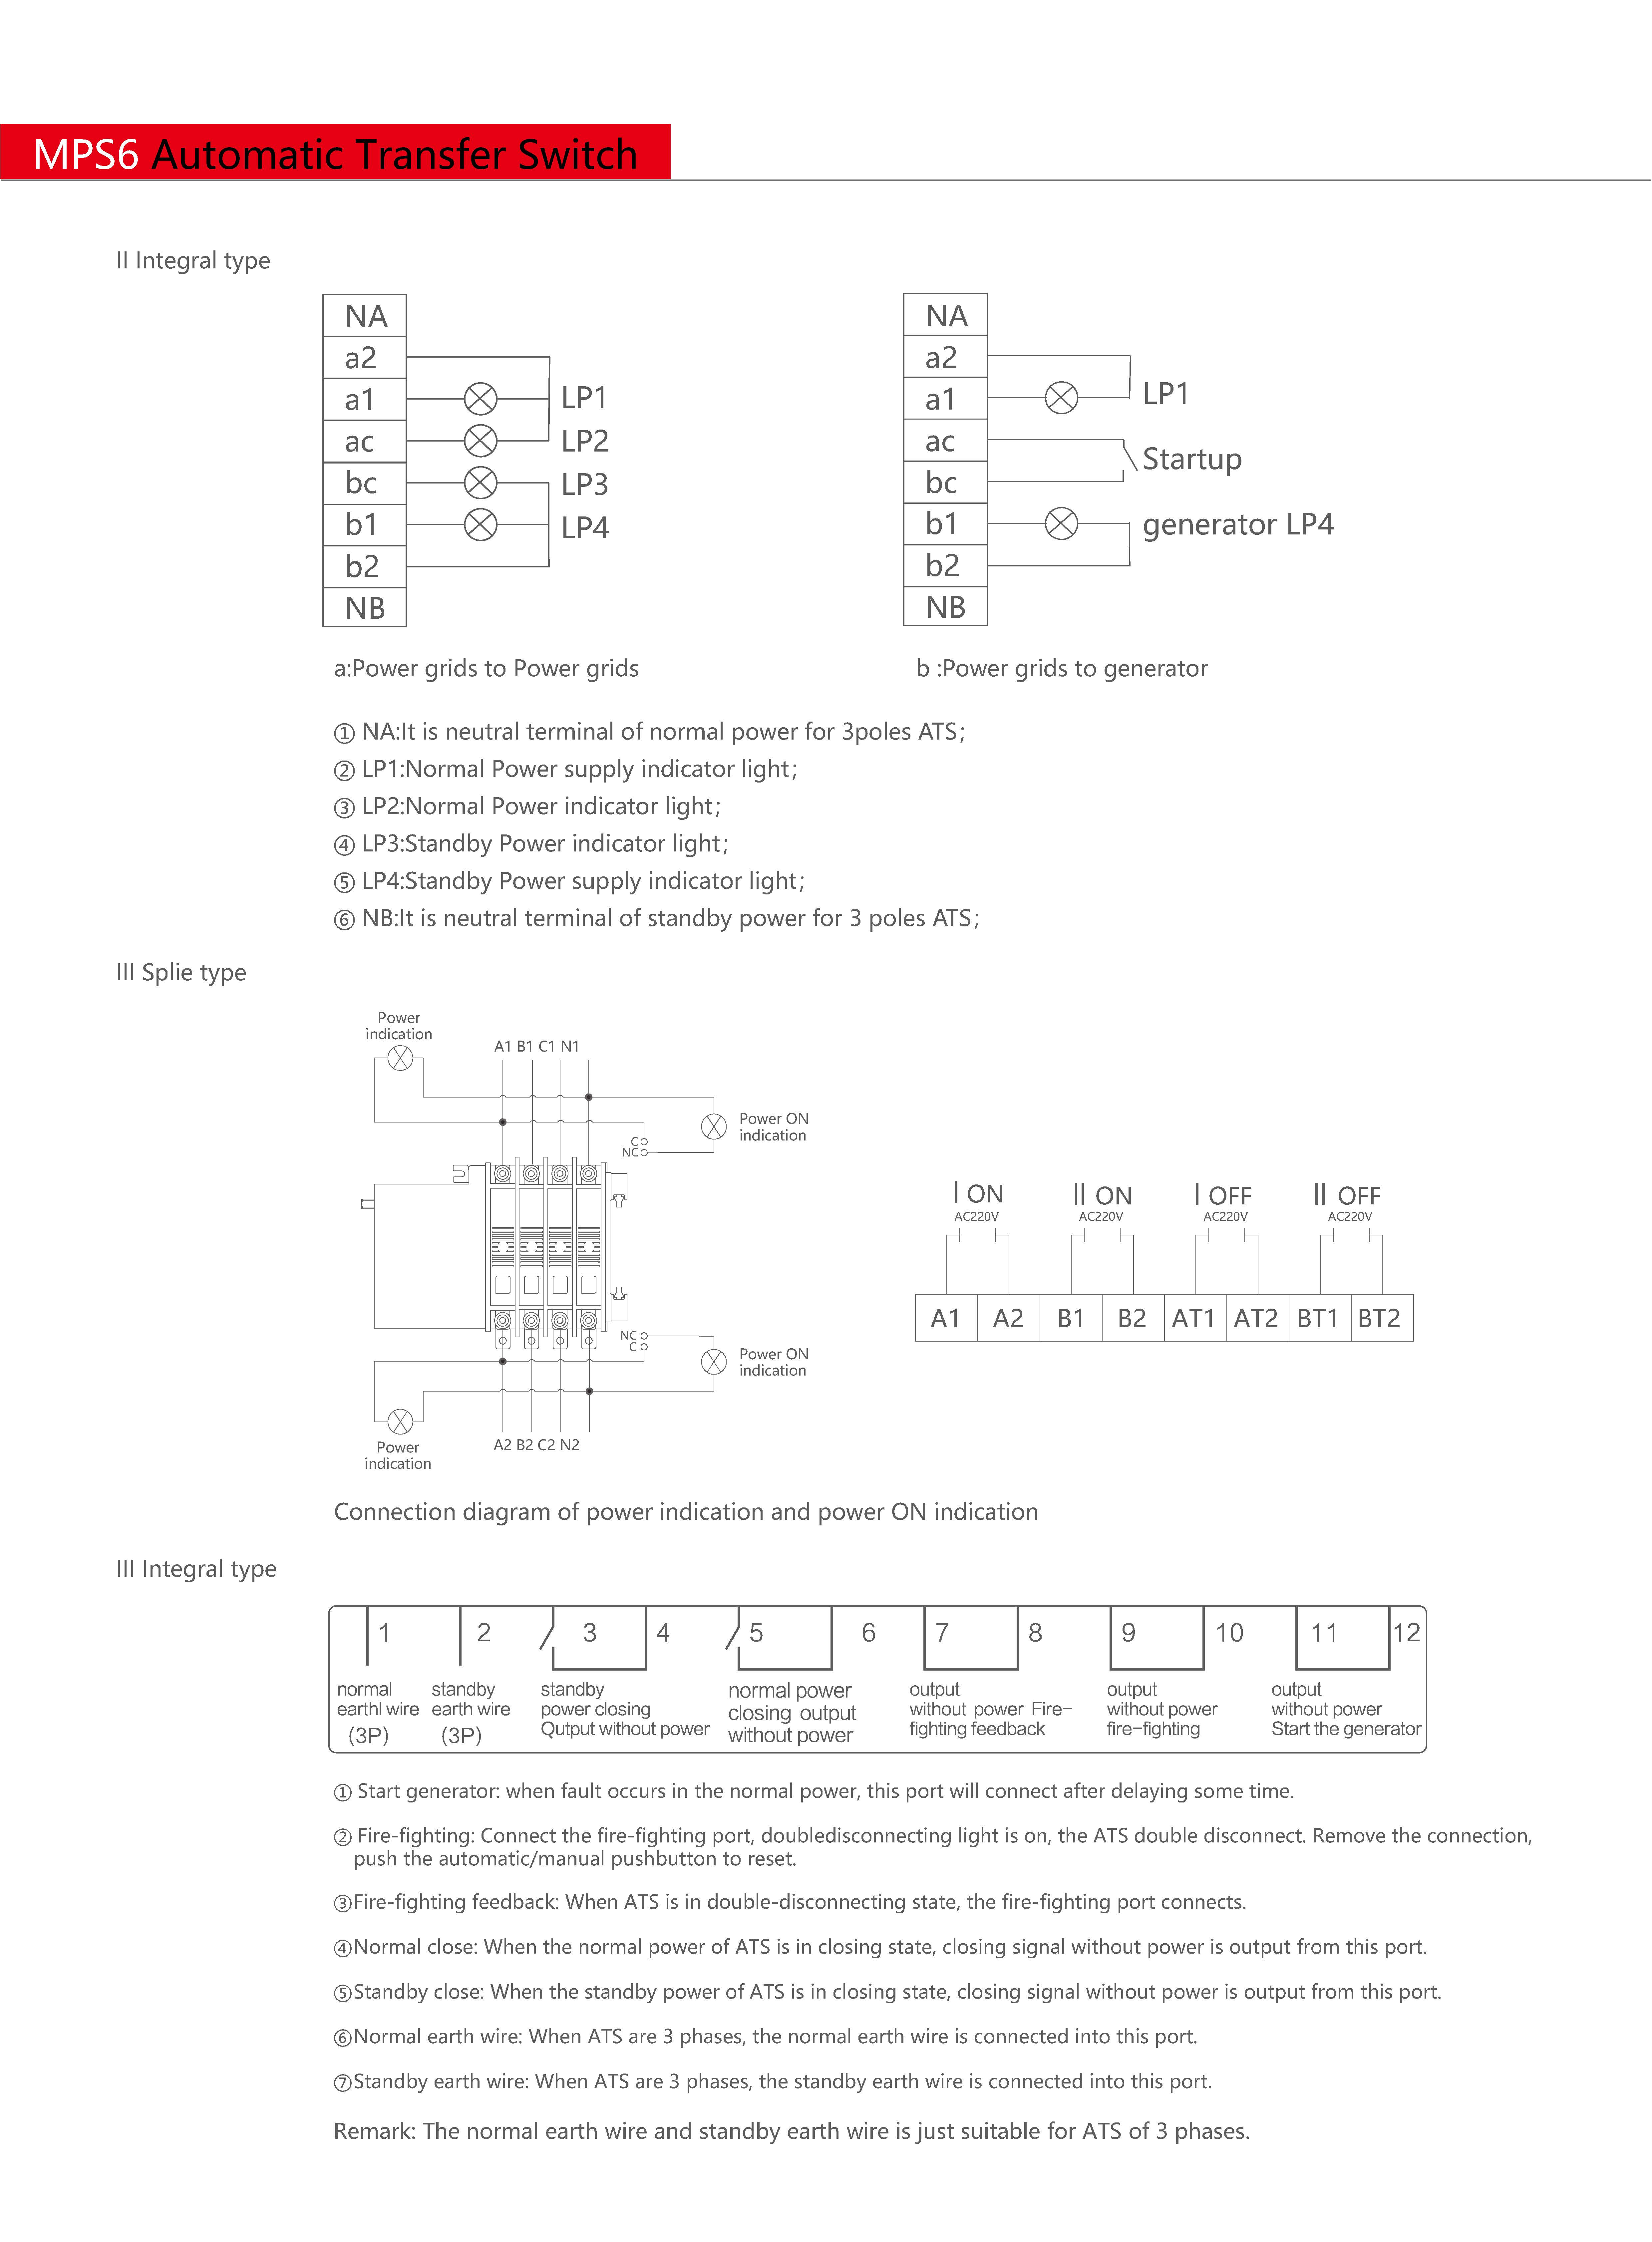 MPS6 Automatic Transfer Switch
II Integral type
NA
a2
a1
ac
bc
b1
b2
NB
LP1
LP2
LP3
LP4
a:Power grids to Power grids
NA
a2
a1
ac
bc
b1
b2
NB
LP1
Startup
generator LP4
b :Power grids to generator
① NA:It is neutral terminal of normal power for 3poles ATS;
② LP1:Normal Power supply indicator light;
③ LP2:Normal Power indicator light;
④ LP3:Standby Power indicator light;
⑤ LP4:Standby Power supply indicator light;
⑥ NB:It is neutral terminal of standby power for 3 poles ATS;
III Splie type
Power
indication
A1 B1 C1 N1
Power ON
indication
C
NC
NC
C
Power ON
indication
Power
indication
A2 B2 C2 N2
I ON
AC220V
II ON
AC220V
I OFF
AC220V
II OFF
AC220V
A1 A2 B1 B2 AT1 AT2 BT1 BT2
Connection diagram of power indication and power ON indication
III Integral type
1 2 3 4 5 6 7 8 9 10 11 12
normal
earthl wire
(3P)
standby
earth wire
(3P)
standby
power closing
Qutput without power
normal power
closing output
without power
output
without power Fire-
fighting feedback
output
without power
fire-fighting
output
without power
Start the generator
① Start generator: when fault occurs in the normal power, this port will connect after delaying some time.
② Fire-fighting: Connect the fire-fighting port, doubledisconnecting light is on, the ATS double disconnect. Remove the connection,
push the automatic/manual pushbutton to reset.
③Fire-fighting feedback: When ATS is in double-disconnecting state, the fire-fighting port connects.
④Normal close: When the normal power of ATS is in closing state, closing signal without power is output from this port.
⑤Standby close: When the standby power of ATS is in closing state, closing signal without power is output from this port.
⑥Normal earth wire: When ATS are 3 phases, the normal earth wire is connected into this port.
⑦Standby earth wire: When ATS are 3 phases, the standby earth wire is connected into this port.
Remark: The normal earth wire and standby earth wire is just suitable for ATS of 3 phases.